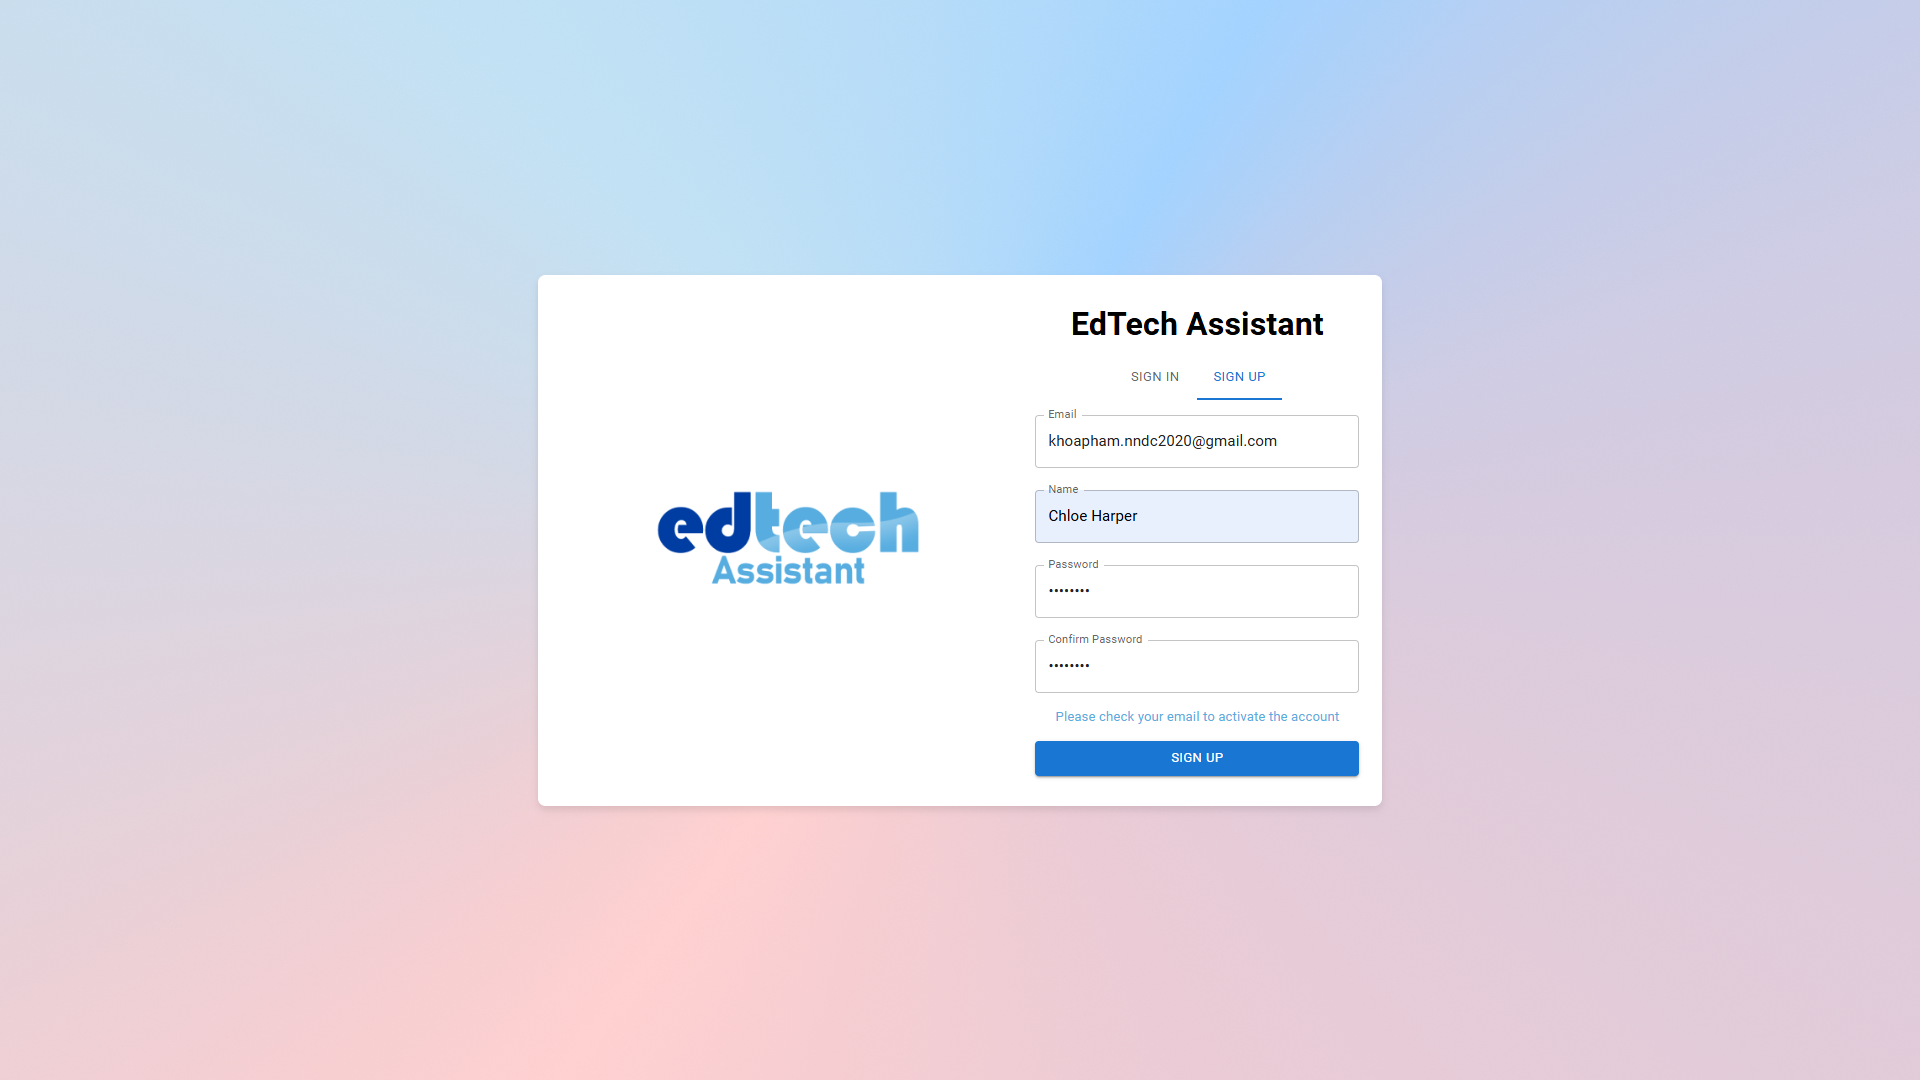 edtech
Assistant
EdTech Assistant
SIGN IN
SIGN UP
Email
khoapham.nndc2020@gmail.com
Name
Chloe Harper
Password
••••••••
Confirm Password
••••••••
Please check your email to activate the account
SIGN UP